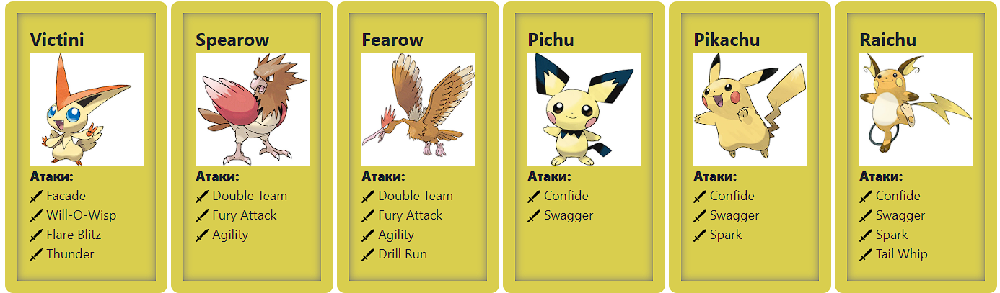 Victini
Атаки:
Facade
Will-O-Wisp
Flare Blitz
Thunder
Spearow
Атаки:
Double Team
Fury Attack
Agility
Fearow
Атаки:
Double Team
Fury Attack
Agility
Drill Run
Pichu
Атаки:
Confide
Swagger
Pikachu
Атаки:
Confide
Swagger
Spark
Raichu
Атаки:
Confide
Swagger
Spark
Tail Whip